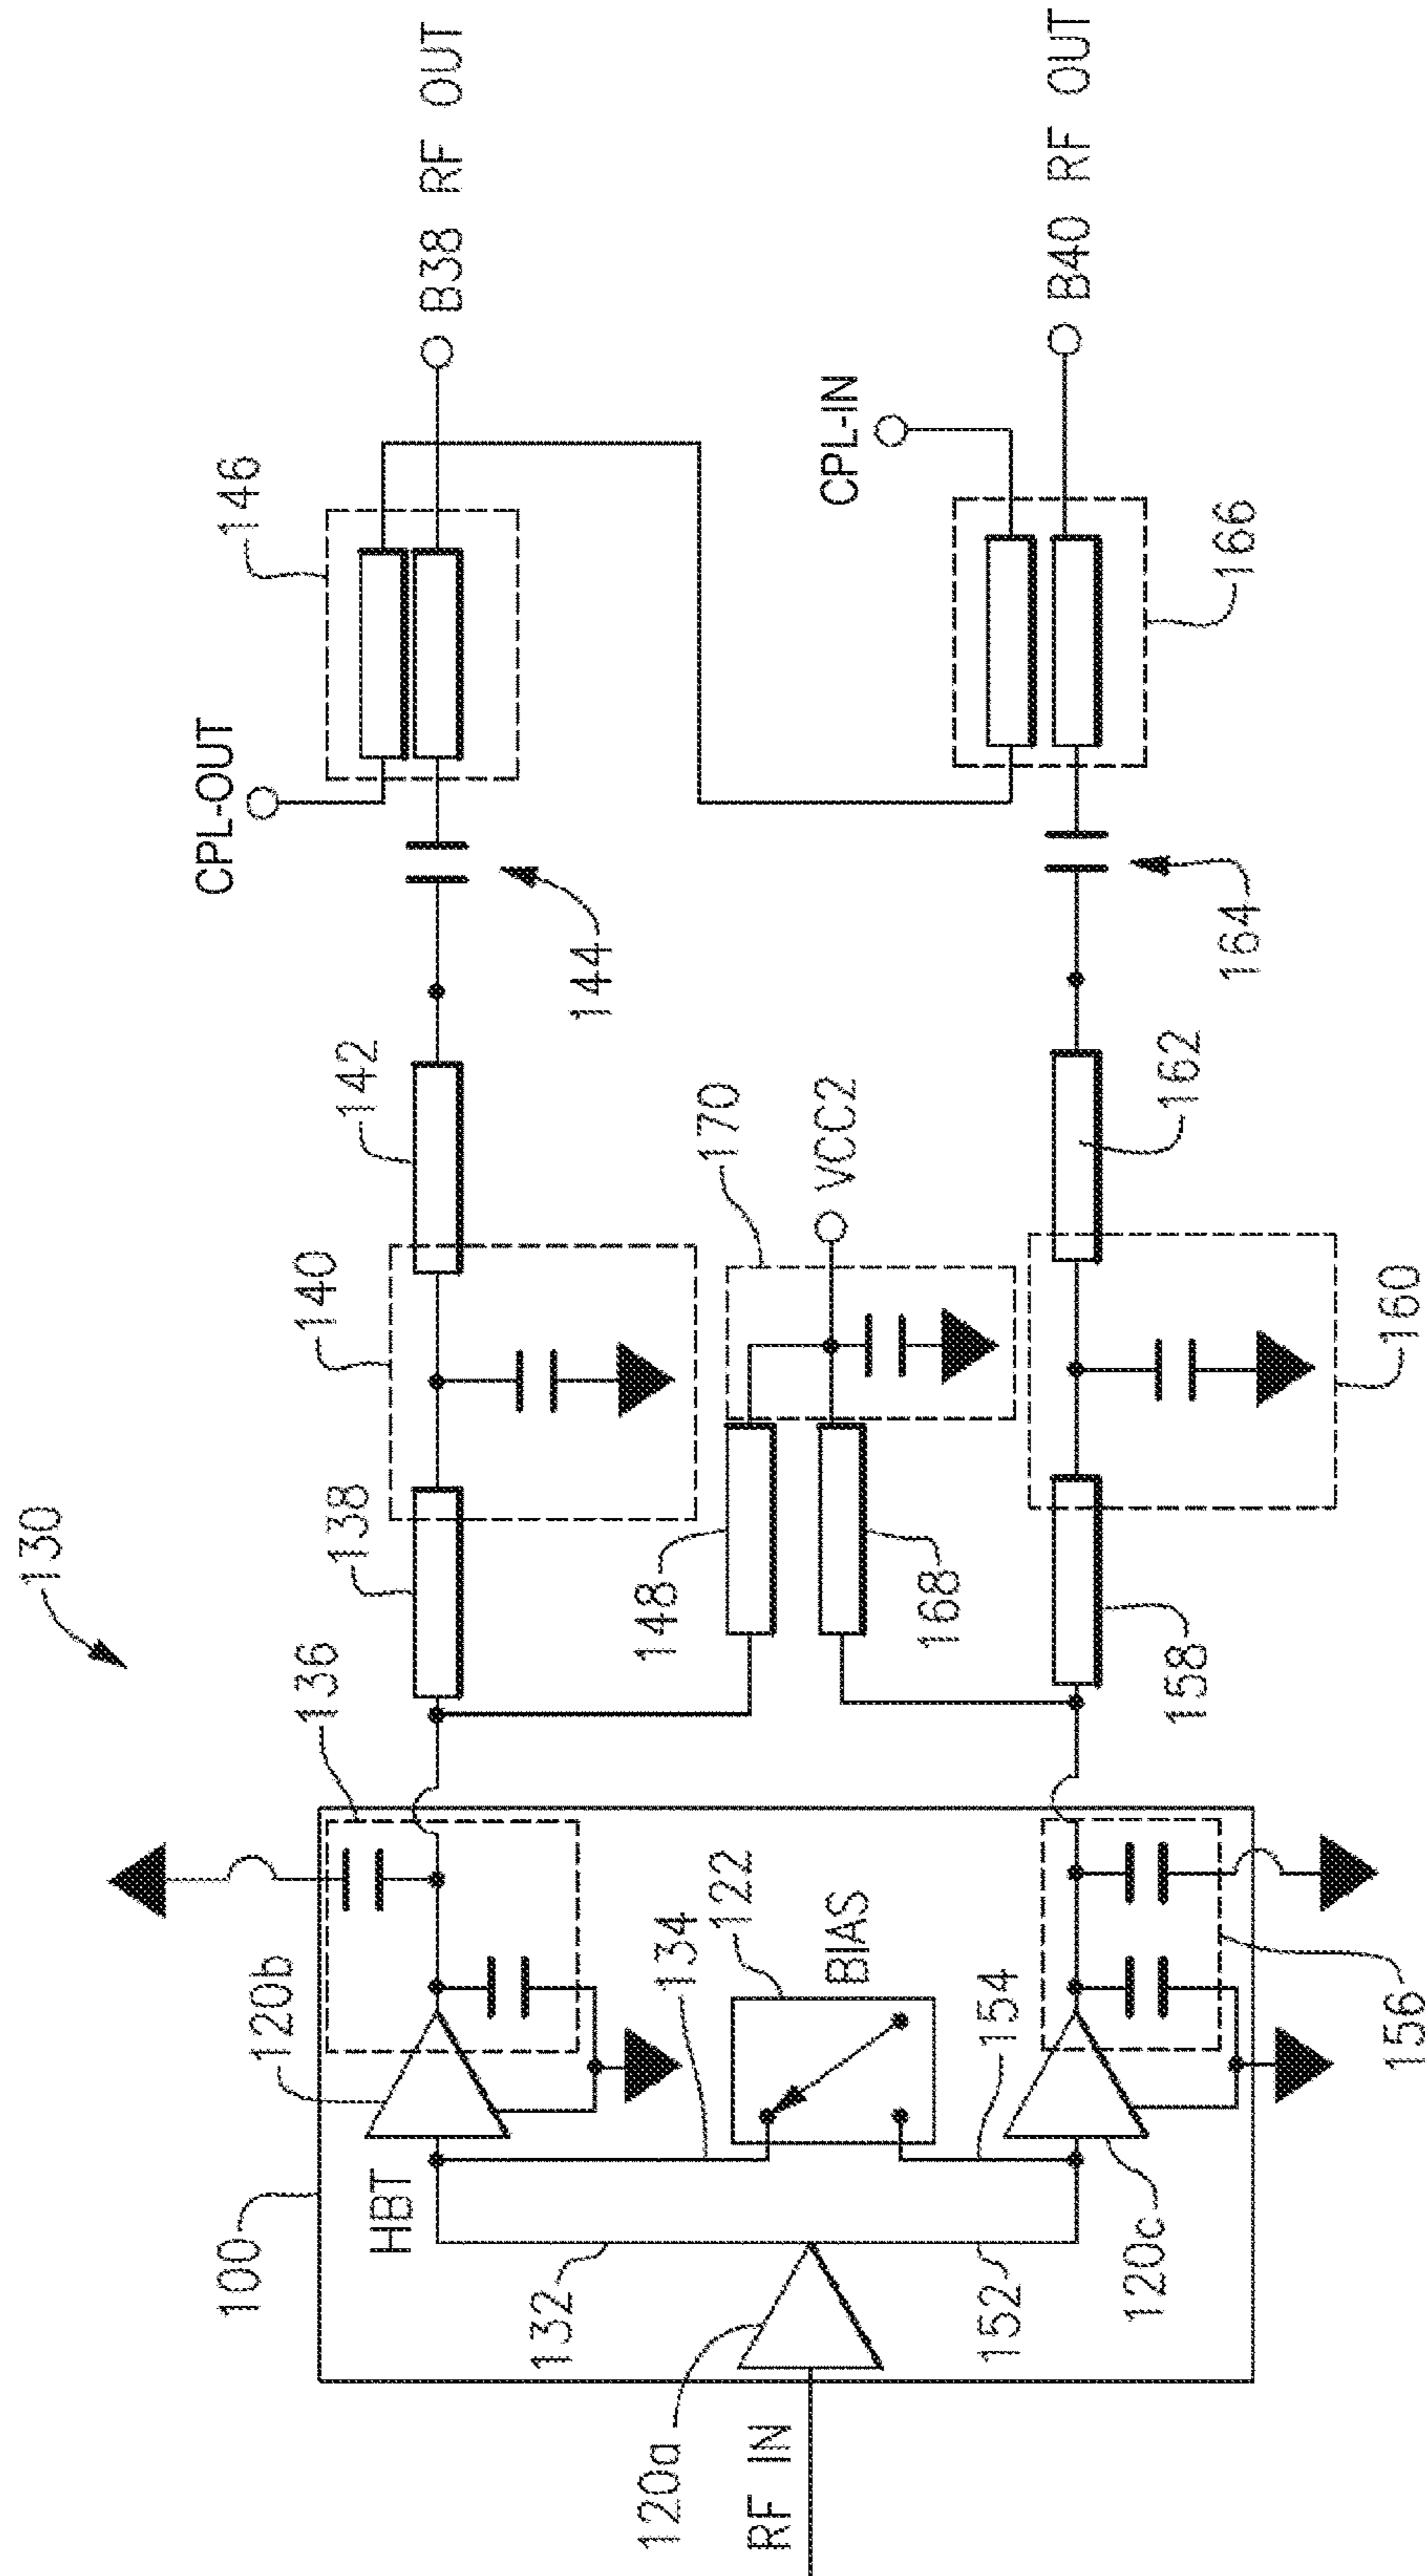 130
100
HBT
120b
136
138
140
142
144
CPL-OUT
146
B38 RF OUT
132
134
122
BIAS
148
168
170
VCC2
RF IN
120a
152
154
120c
156
158
160
162
164
CPL-IN
166
B40 RF OUT